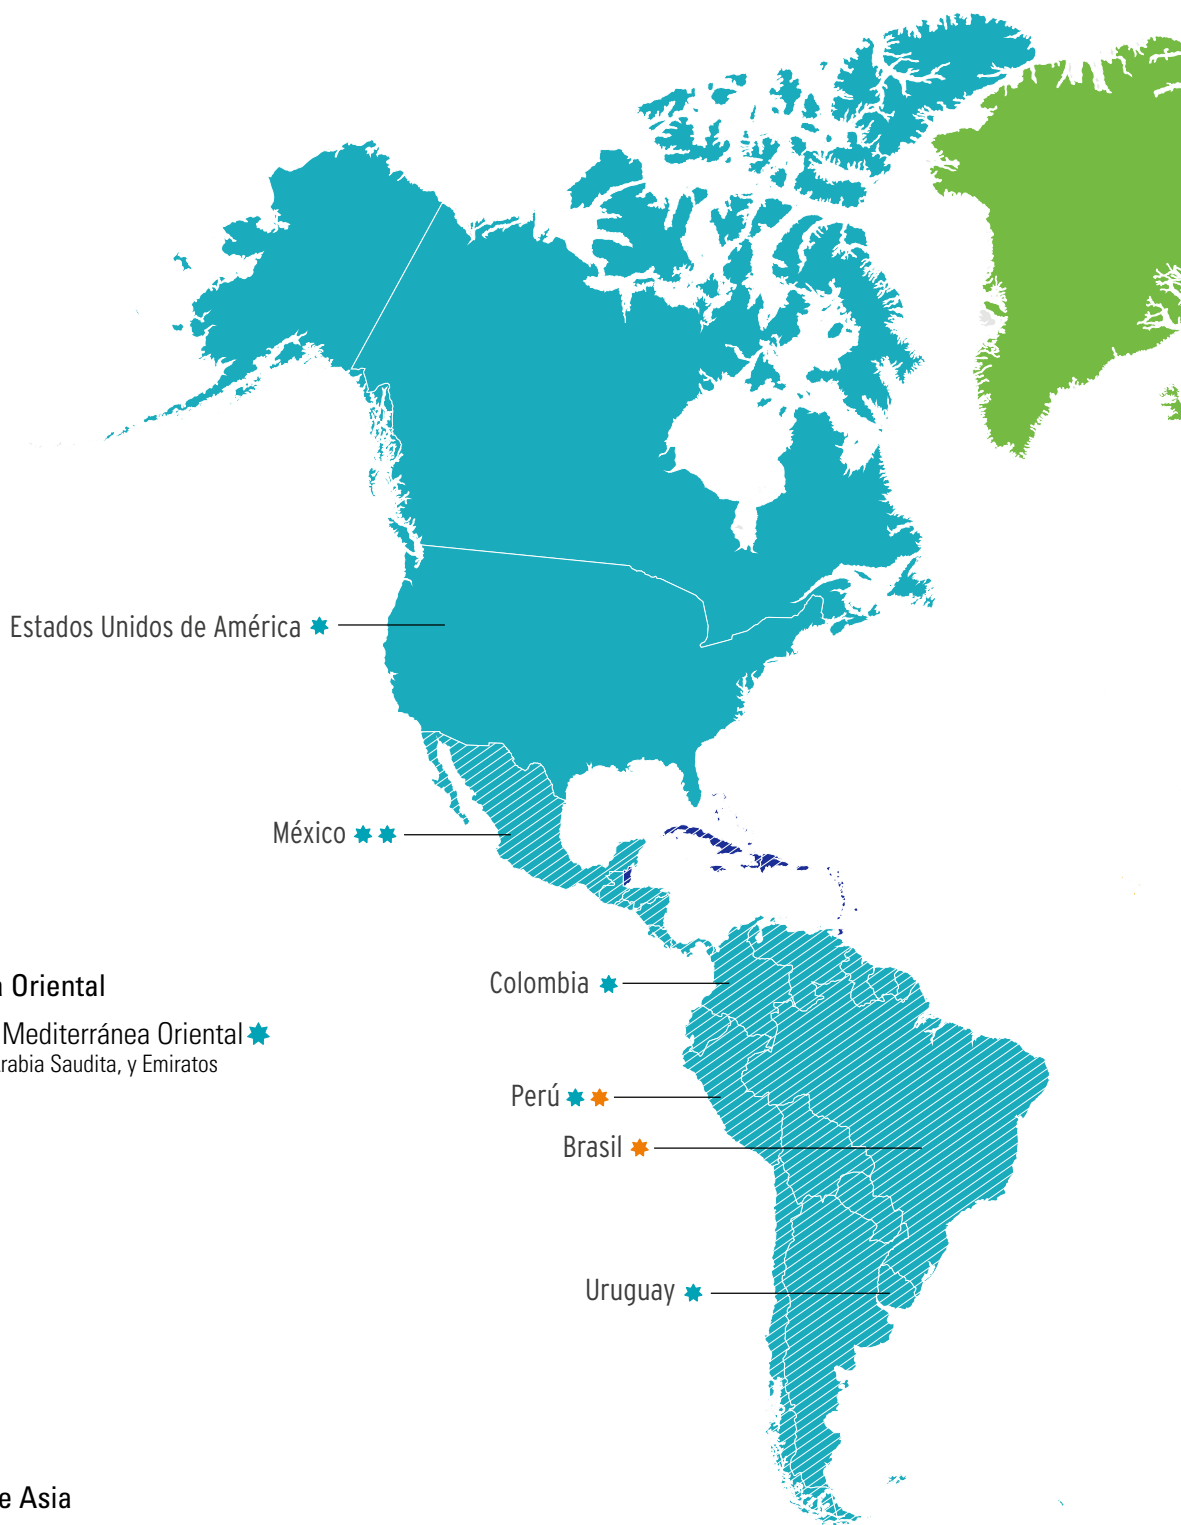 Estados Unidos de América
México
Colombia
a Oriental
Mediterránea Oriental
rabia Saudita, y Emiratos
Perú
Brasil
Uruguay
e Asia